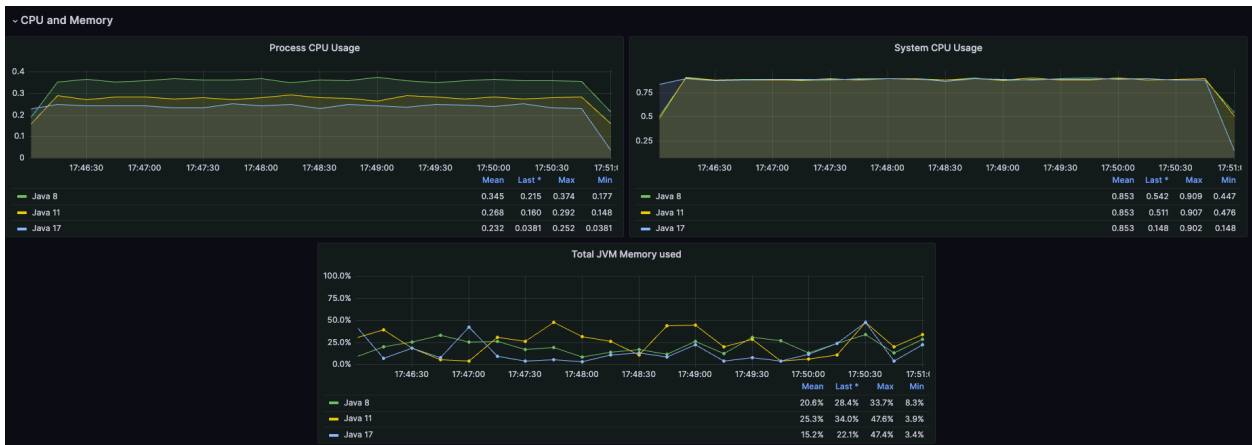 CPU and Memory
Process CPU Usage
0.4
0.3
0.2
0.1
0
17:46:30 17:47:00 17:47:30 17:48:00 17:48:30 17:49:00 17:49:30 17:50:00 17:50:30 17:51:(
Mean Last * Max Min
Java 8 0.345 0.215 0.374 0.177
Java 11 0.268 0.160 0.292 0.148
Java 17 0.232 0.0381 0.252 0.0381
System CPU Usage
0.75
0.5
0.25
17:46:30 17:47:00 17:47:30 17:48:00 17:48:30 17:49:00 17:49:30 17:50:00 17:50:30 17:51:(
Mean Last * Max Min
Java 8 0.853 0.542 0.909 0.447
Java 11 0.853 0.511 0.907 0.476
Java 17 0.853 0.148 0.902 0.148
Total JVM Memory used
100.0%
75.0%
50.0%
25.0%
0.0%
17:46:30 17:47:00 17:47:30 17:48:00 17:48:30 17:49:00 17:49:30 17:50:00 17:50:30 17:51:(
Mean Last * Max Min
Java 8 20.6% 28.4% 33.7% 8.3%
Java 11 25.3% 34.0% 47.6% 3.9%
Java 17 15.2% 22.1% 47.4% 3.4%